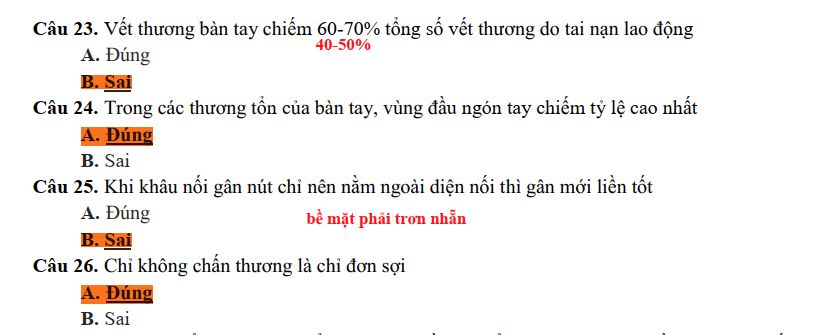 Câu 23. Vết thương bàn tay chiếm 60-70% tổng số vết thương do tai nạn lao động
40-50%
A. Đúng
B. Sai
Câu 24. Trong các thương tổn của bàn tay, vùng đầu ngón tay chiếm tỷ lệ cao nhất
A. Đúng
B. Sai
Câu 25. Khi khâu nối gân nút chỉ nên nằm ngoài diện nối thì gân mới liền tốt
A. Đúng
bề mặt phải trơn nhẵn
B. Sai
Câu 26. Chỉ không chấn thương là chỉ đơn sợi
A. Đúng
B. Sai